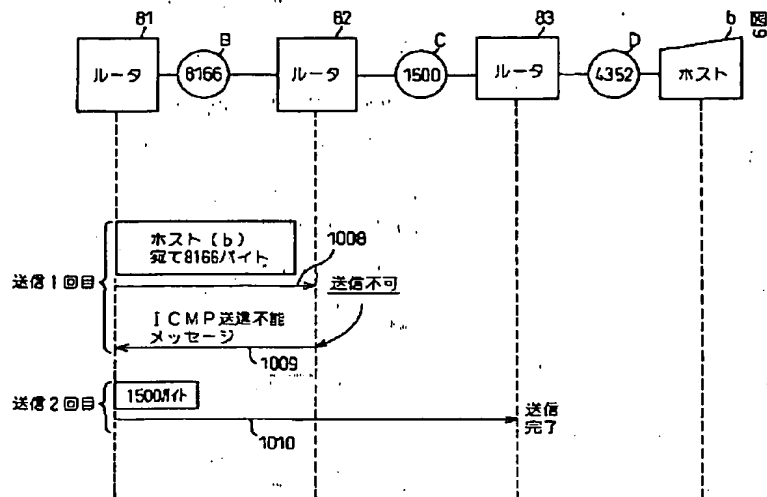 81
B
82
C
83
D
b
図9
ルータ
8166
ルータ
1500
ルータ
4352
ホスト
送信1回目
ホスト(b)
宛て8166バイト
1008
送信不可
ICMP送達不能
メッセージ
1009
送信2回目
1500バイト
1010
送信
完了